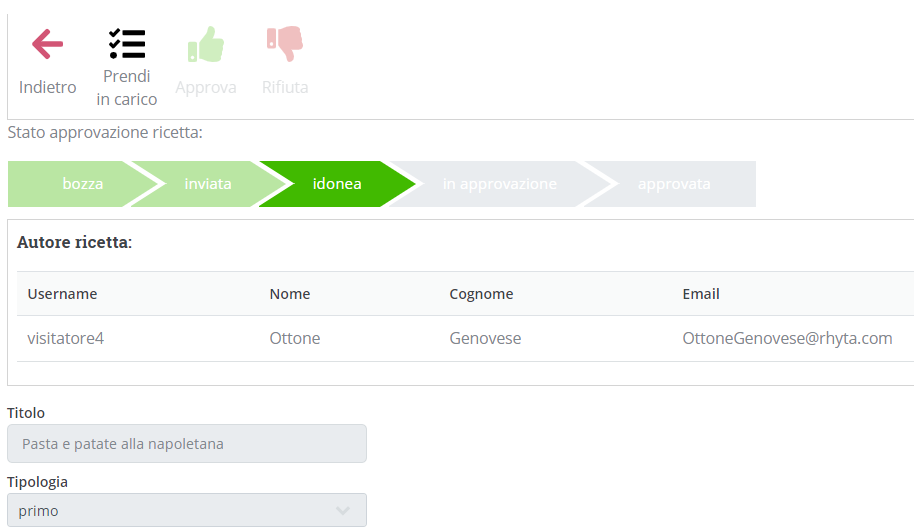 Indietro
Prendi
in carico
Approva
Rifiuta
Stato approvazione ricetta:
bozza
inviata
idonea
in approvazione
approvata
Autore ricetta:
Username Nome Cognome Email
visitatore4 Ottone Genovese OttoneGenovese@rhyta.com
Titolo
Pasta e patate alla napoletana
Tipologia
primo